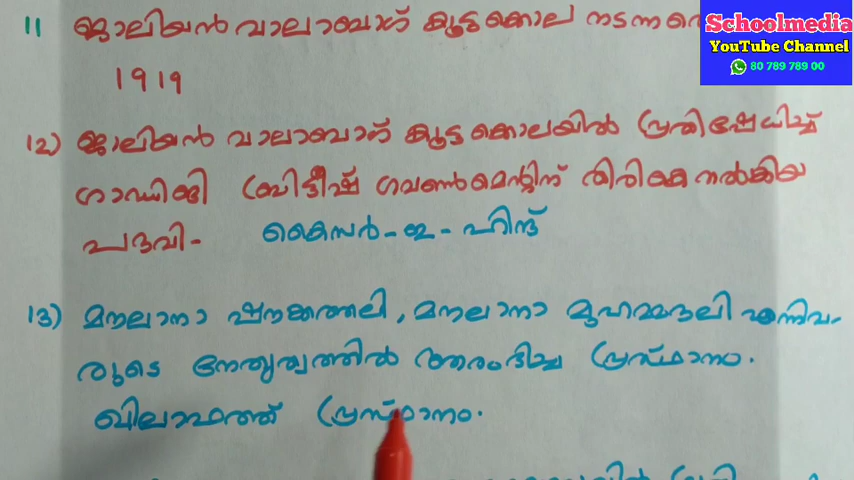 11 ജാലിയൻ വാലാബാഗ് കൂട്ടക്കൊല നടന്ന
1919
12) ജാലിയൻ വാലാബാഗ് കൂട്ടക്കൊലയിൽ പ്രതിഷേധിച്ച്
ഗാന്ധിജി ബ്രിട്ടീഷ് ഗവൺമെന്റിന് തിരികെ നൽകിയ
പദവി- കൈസർ-ഇ-ഹിന്ദ്
13) മൗലാനാ ഷൗക്കത്തലി, മൗലാനാ മുഹമ്മദലി എന്നിവ-
രുടെ നേതൃത്വത്തിൽ ആരംഭിച്ച പ്രസ്ഥാനം.
ഖിലാഫത്ത് പ്രസ്ഥാനം.
Schoolmedia
YouTube Channel
80 789 789 00